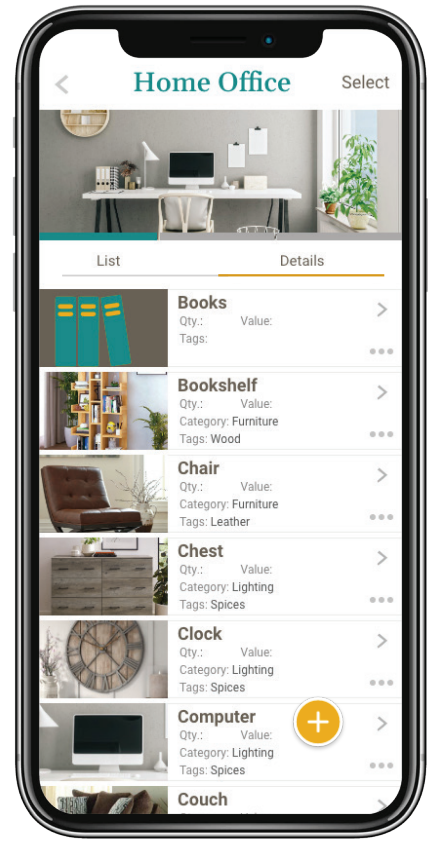 Home Office
Select
List Details
Books
Qty.: Value:
Tags:
Bookshelf
Qty.: Value:
Category: Furniture
Tags: Wood
Chair
Qty.: Value:
Category: Furniture
Tags: Leather
Chest
Qty.: Value:
Category: Lighting
Tags: Spices
Clock
Qty.: Value:
Category: Lighting
Tags: Spices
Computer
Qty.: Value:
Category: Lighting
Tags: Spices
Couch